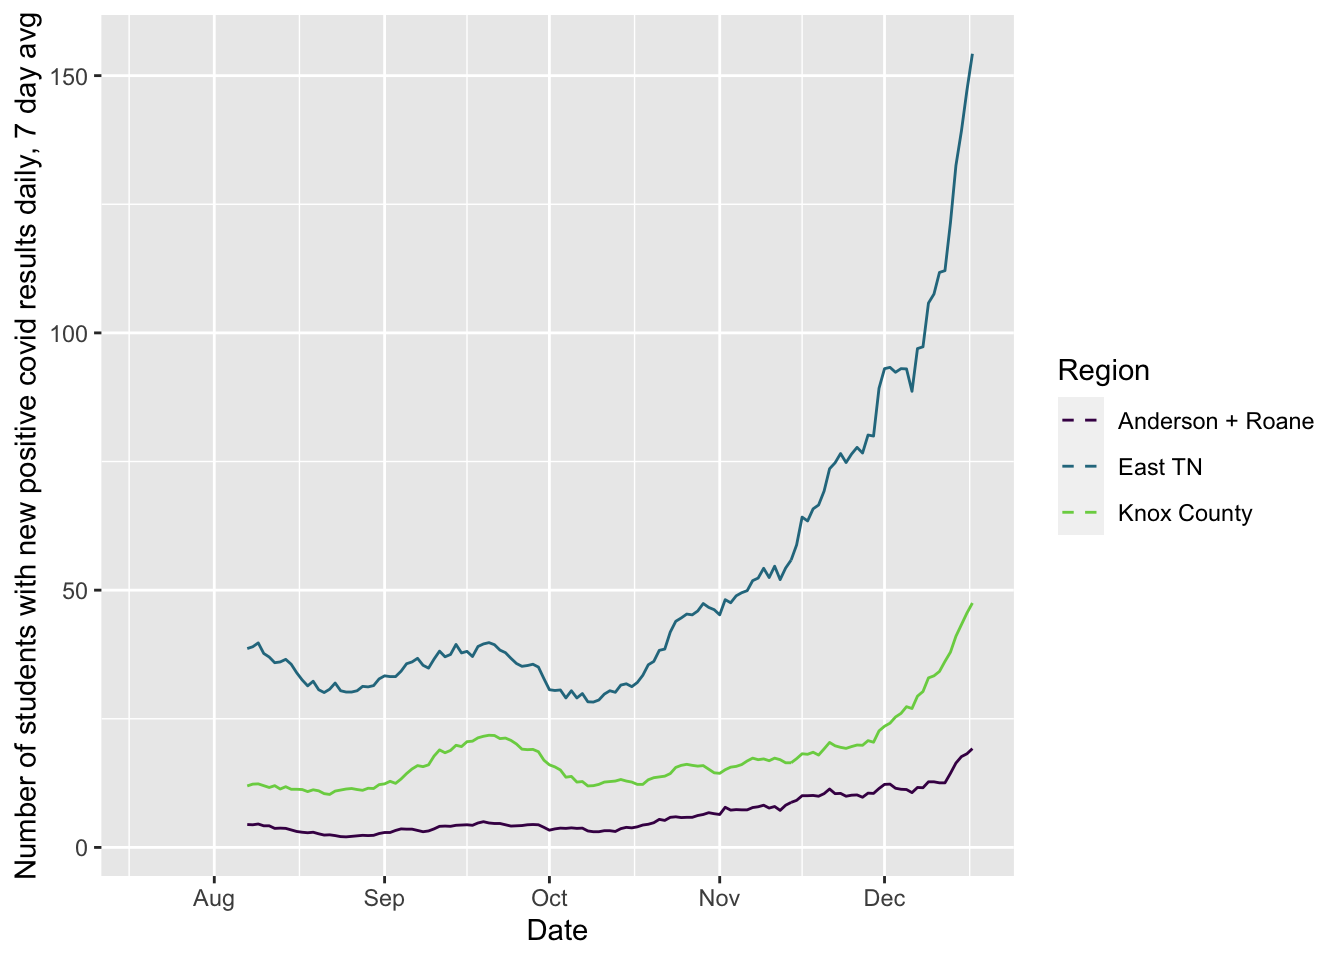 Number of students with new positive covid results daily, 7 day avg
150
100
50
0
Aug Sep Oct Nov Dec
Date
Region
Anderson + Roane
East TN
Knox County